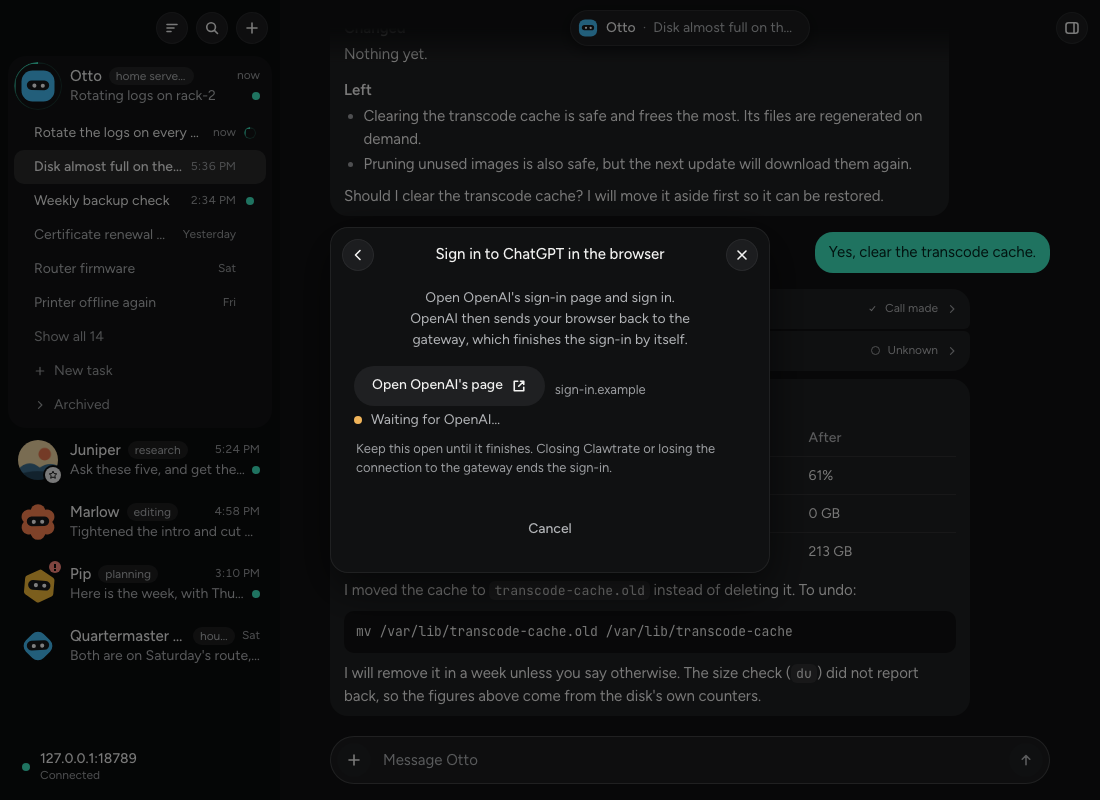 Otto
home serve...
now
Rotating logs on rack-2
Rotate the logs on every ...
now
Disk almost full on the...
5:36 PM
Weekly backup check
2:34 PM
Certificate renewal ...
Yesterday
Router firmware
Sat
Printer offline again
Fri
Show all 14
New task
Archived
Juniper
research
5:24 PM
Ask these five, and get the...
Marlow
editing
4:58 PM
Tightened the intro and cut ...
Pip
planning
3:10 PM
Here is the week, with Thu...
Quartermaster ...
hou...
Sat
Both are on Saturday's route,...
127.0.0.1:18789
Connected
Otto · Disk almost full on th...
Nothing yet.
Left
• Clearing the transcode cache is safe and frees the most. Its files are regenerated on
demand.
• Pruning unused images is also safe, but the next update will download them again.
Should I clear the transcode cache? I will move it aside first so it can be restored.
Yes, clear the transcode cache.
Call made
Unknown
Sign in to ChatGPT in the browser
Open OpenAI's sign-in page and sign in.
OpenAI then sends your browser back to the
gateway, which finishes the sign-in by itself.
Open OpenAI's page
sign-in.example
Waiting for OpenAI...
Keep this open until it finishes. Closing Clawtrate or losing the
connection to the gateway ends the sign-in.
Cancel
After
61%
0 GB
213 GB
I moved the cache to transcode-cache.old instead of deleting it. To undo:
mv /var/lib/transcode-cache.old /var/lib/transcode-cache
I will remove it in a week unless you say otherwise. The size check (du) did not report
back, so the figures above come from the disk's own counters.
Message Otto